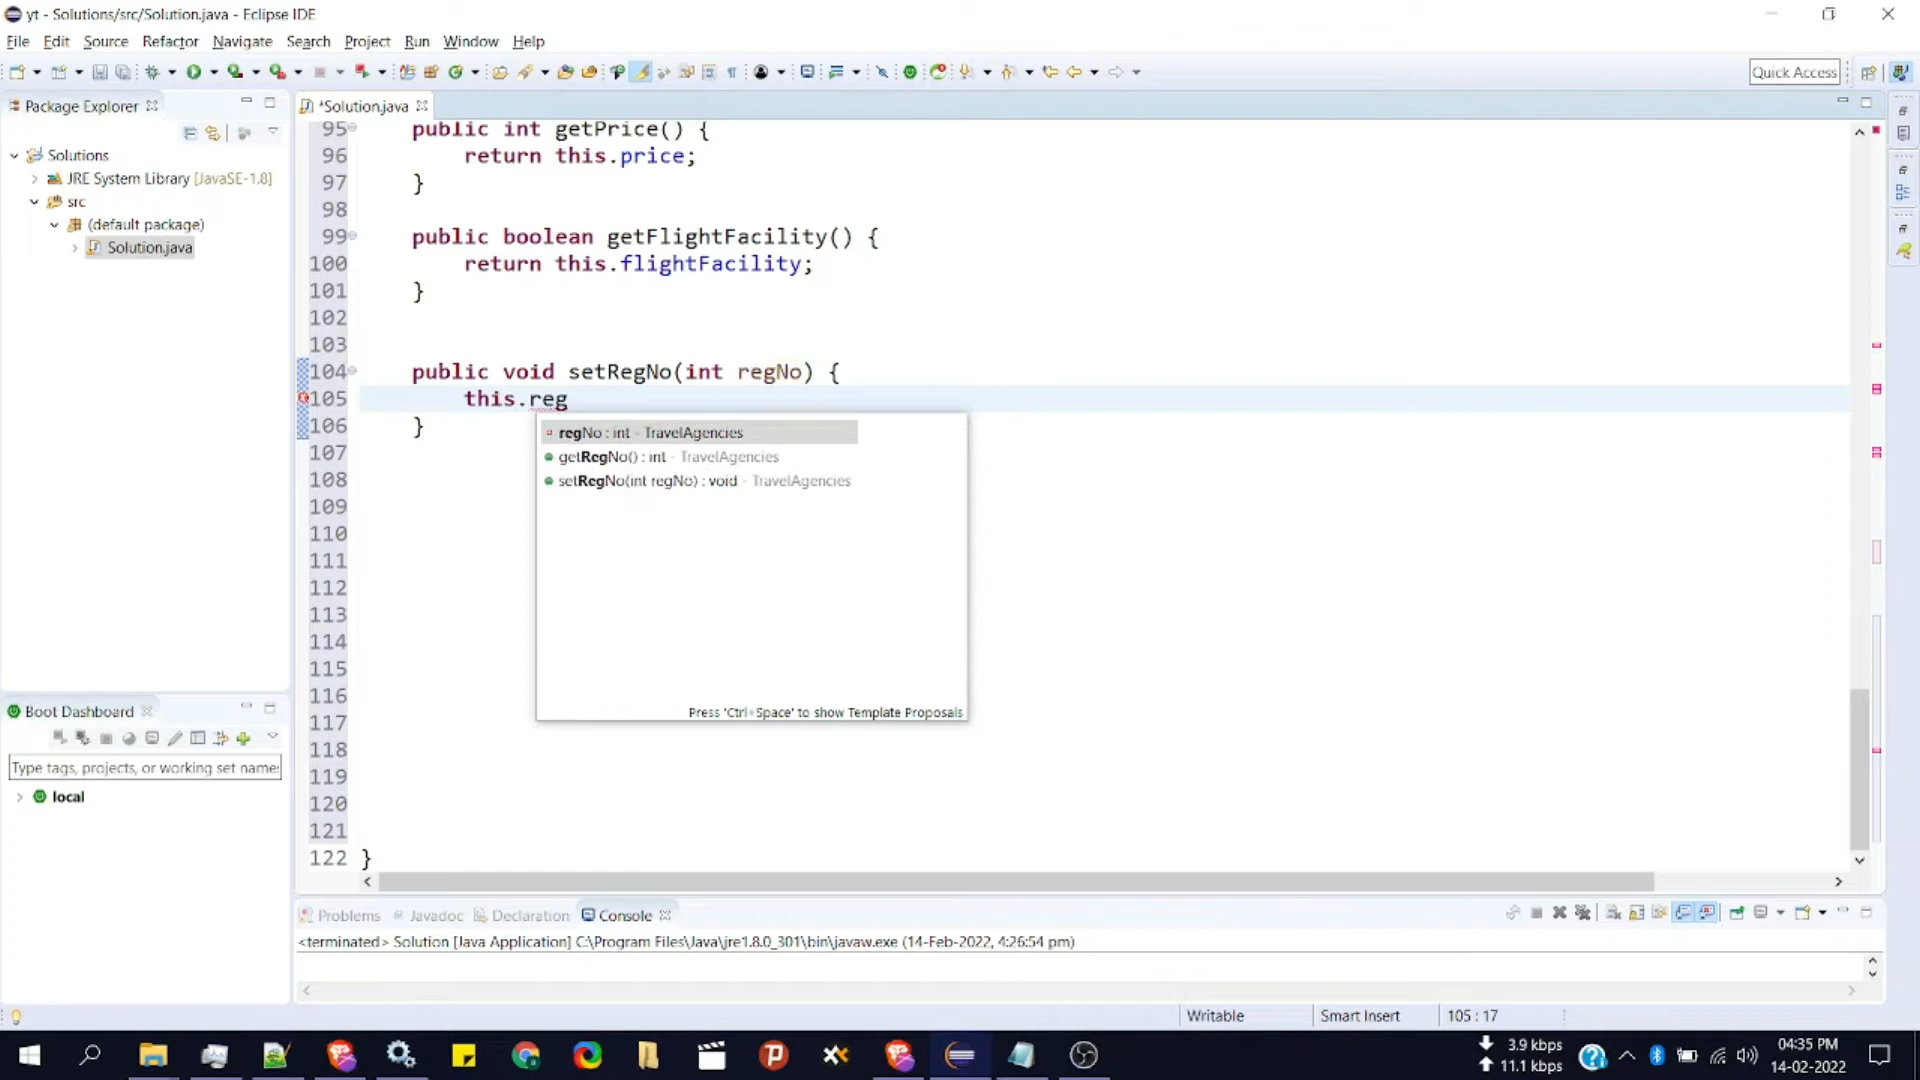 yt - Solutions/src/Solution.java - Eclipse IDE
File Edit Source Refactor Navigate Search Project Run Window Help
Quick Access
Package Explorer
*Solution.java
Solutions
JRE System Library [JavaSE-1.8]
src
(default package)
Solution.java
95 public int getPrice() {
96 return this.price;
97 }
98
99 public boolean getFlightFacility() {
100 return this.flightFacility;
101 }
102
103
104 public void setRegNo(int regNo) {
105 this.reg
106 }
107
108
109
110
111
112
113
114
115
116
117
118
119
120
121
122 }
regNo : int - TravelAgencies
getRegNo() : int - TravelAgencies
setRegNo(int regNo) : void - TravelAgencies
Press 'Ctrl+Space' to show Template Proposals
Boot Dashboard
Type tags, projects, or working set name:
local
Problems Javadoc Declaration Console
<terminated> Solution [Java Application] C:\Program Files\Java\jre1.8.0_301\bin\javaw.exe (14-Feb-2022, 4:26:54 pm)
Writable Smart Insert 105 : 17
3.9 kbps
11.1 kbps
04:35 PM
14-02-2022